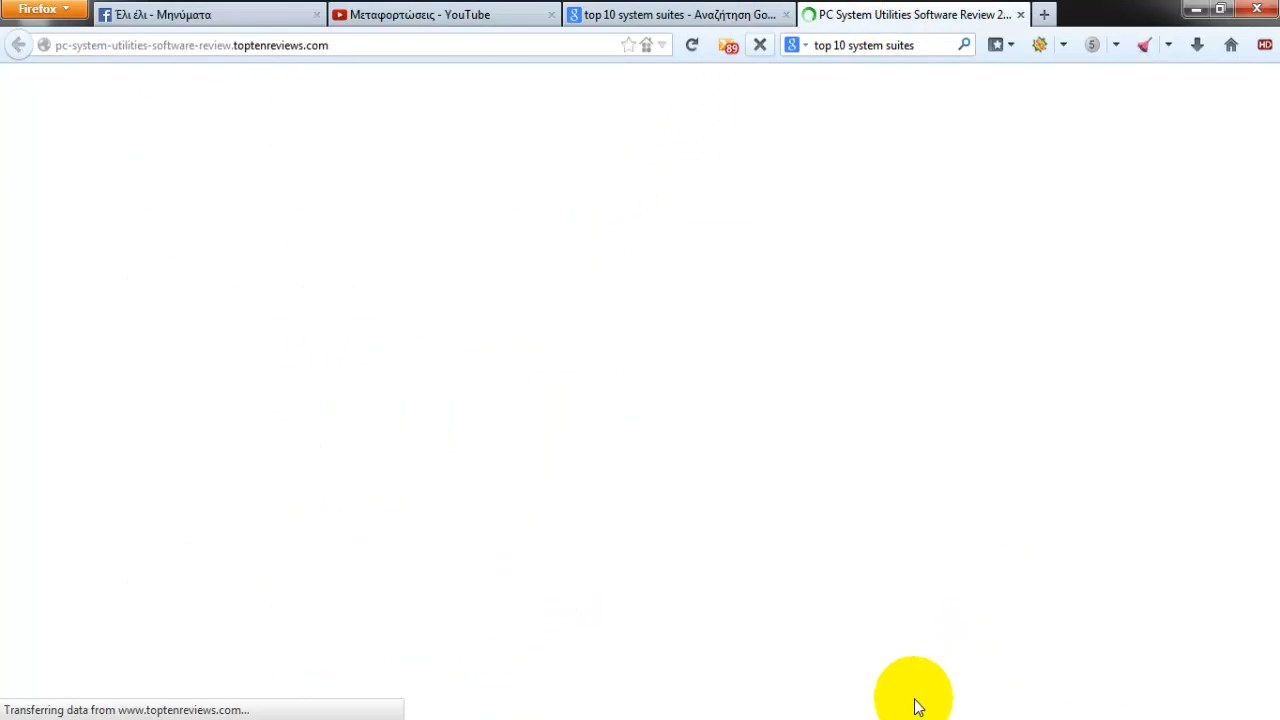 Firefox
Έλι έλι - Μηνύματα
Μεταφορτώσεις - YouTube
top 10 system suites - Αναζήτηση Go...
PC System Utilities Software Review 2...
pc-system-utilities-software-review.toptenreviews.com
89
top 10 system suites
5
HD
Transferring data from www.toptenreviews.com...